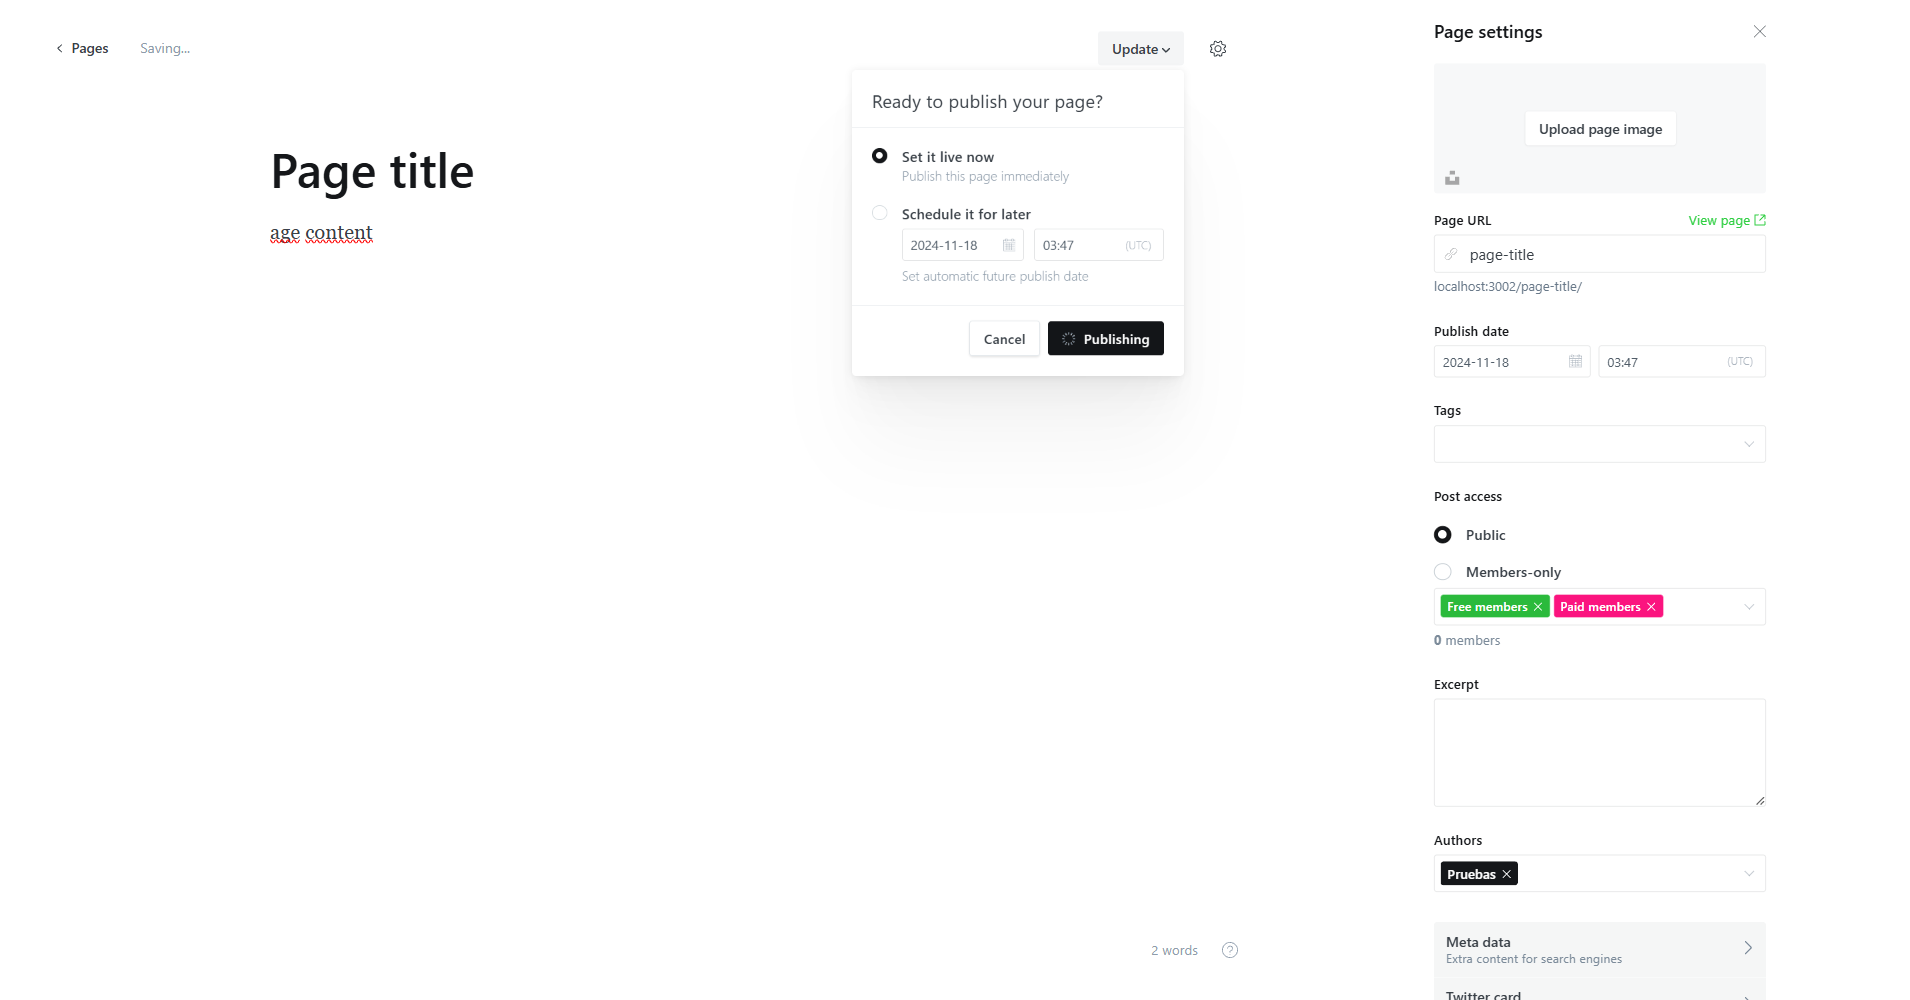 Pages
Saving...
Update
Ready to publish your page?
Set it live now
Publish this page immediately
Schedule it for later
2024-11-18
03:47
(UTC)
Set automatic future publish date
Cancel
Publishing
Page title
age content
2 words
?
Page settings
Upload page image
Page URL
View page
page-title
localhost:3002/page-title/
Publish date
2024-11-18
03:47
(UTC)
Tags
Post access
Public
Members-only
Free members
Paid members
0 members
Excerpt
Authors
Pruebas
Meta data
Extra content for search engines
Twitter card